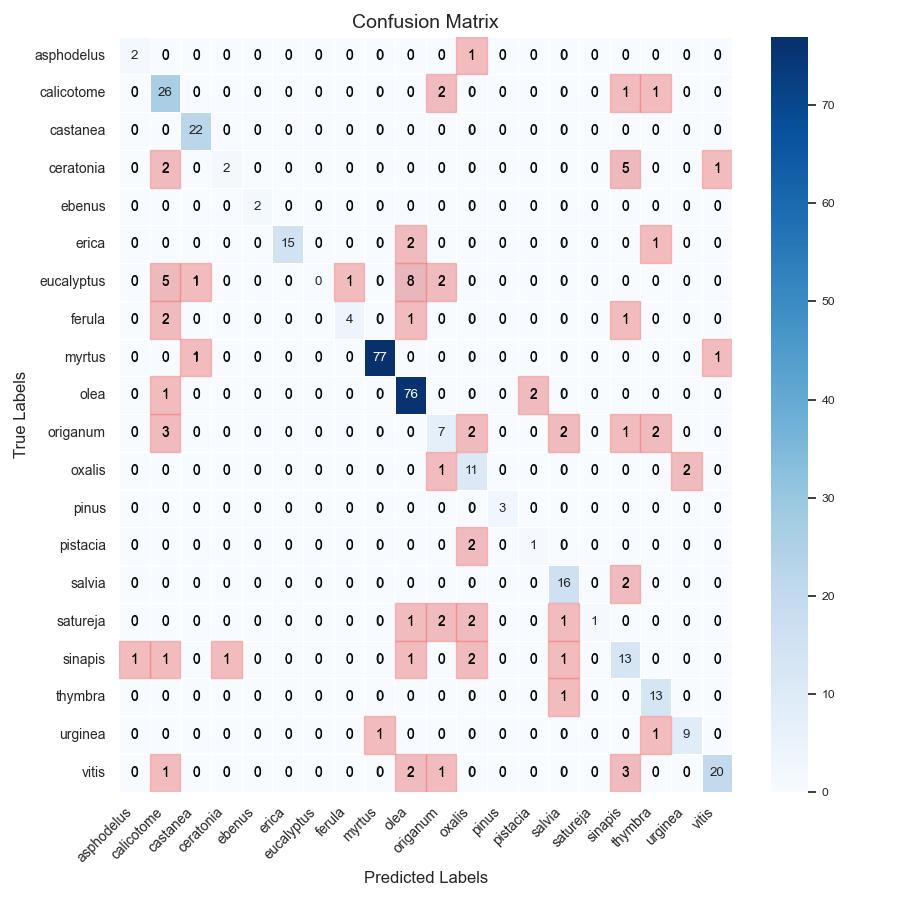 Confusion Matrix
asphodelus 2 0 0 0 0 0 0 0 0 0 0 1 0 0 0 0 0 0 0 0
calicotome 0 26 0 0 0 0 0 0 0 0 2 0 0 0 0 0 1 1 0 0
castanea 0 0 22 0 0 0 0 0 0 0 0 0 0 0 0 0 0 0 0 0
ceratonia 0 2 0 2 0 0 0 0 0 0 0 0 0 0 0 0 5 0 0 1
ebenus 0 0 0 0 2 0 0 0 0 0 0 0 0 0 0 0 0 0 0 0
erica 0 0 0 0 0 15 0 0 0 2 0 0 0 0 0 0 0 1 0 0
eucalyptus 0 5 1 0 0 0 0 1 0 8 2 0 0 0 0 0 0 0 0 0
ferula 0 2 0 0 0 0 0 4 0 1 0 0 0 0 0 0 1 0 0 0
myrtus 0 0 1 0 0 0 0 0 77 0 0 0 0 0 0 0 0 0 0 1
olea 0 1 0 0 0 0 0 0 0 76 0 0 0 2 0 0 0 0 0 0
origanum 0 3 0 0 0 0 0 0 0 0 7 2 0 0 2 0 1 2 0 0
oxalis 0 0 0 0 0 0 0 0 0 0 1 11 0 0 0 0 0 0 2 0
pinus 0 0 0 0 0 0 0 0 0 0 0 0 3 0 0 0 0 0 0 0
pistacia 0 0 0 0 0 0 0 0 0 0 0 2 0 1 0 0 0 0 0 0
salvia 0 0 0 0 0 0 0 0 0 0 0 0 0 0 16 0 2 0 0 0
satureja 0 0 0 0 0 0 0 0 0 1 2 2 0 0 1 1 0 0 0 0
sinapis 1 1 0 1 0 0 0 0 0 1 0 2 0 0 1 0 13 0 0 0
thymbra 0 0 0 0 0 0 0 0 0 0 0 0 0 0 1 0 0 13 0 0
urginea 0 0 0 0 0 0 0 0 1 0 0 0 0 0 0 0 0 1 9 0
vitis 0 1 0 0 0 0 0 0 0 2 1 0 0 0 0 0 3 0 0 20
asphodelus calicotome castanea ceratonia ebenus erica eucalyptus ferula myrtus olea origanum oxalis pinus pistacia salvia satureja sinapis thymbra urginea vitis
Predicted Labels
True Labels
70
60
50
40
30
20
10
0